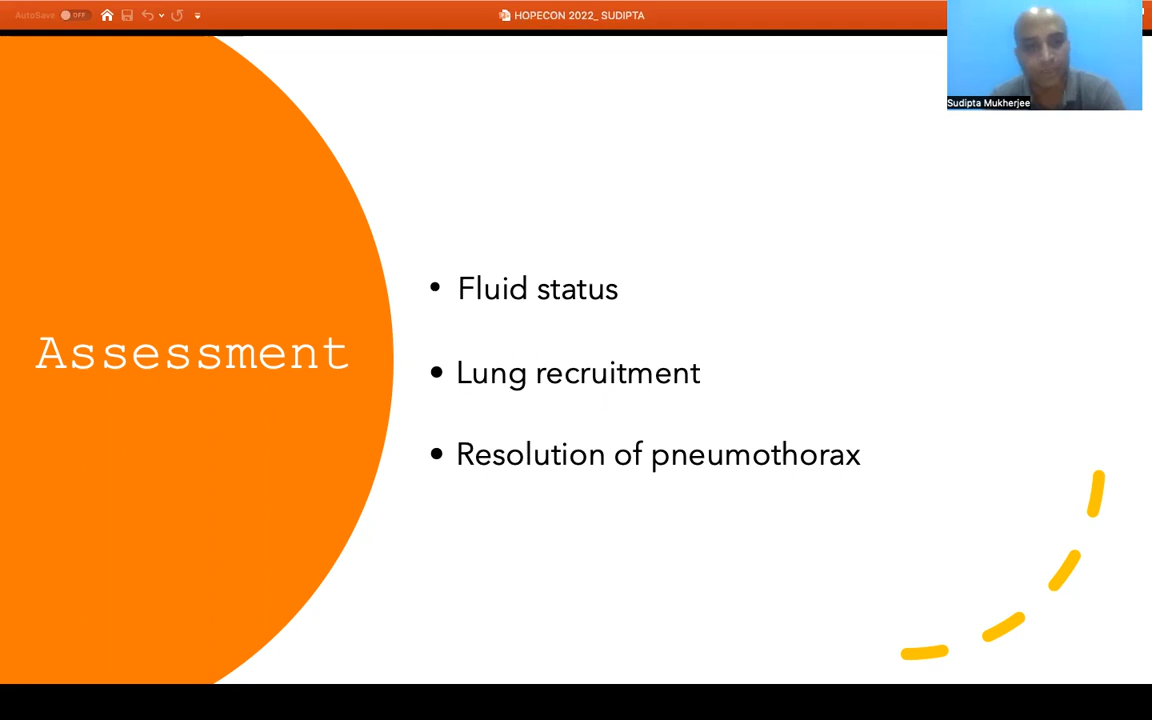 AutoSave OFF
HOPECON 2022_ SUDIPTA
Sudipta Mukherjee
Assessment
• Fluid status
• Lung recruitment
• Resolution of pneumothorax